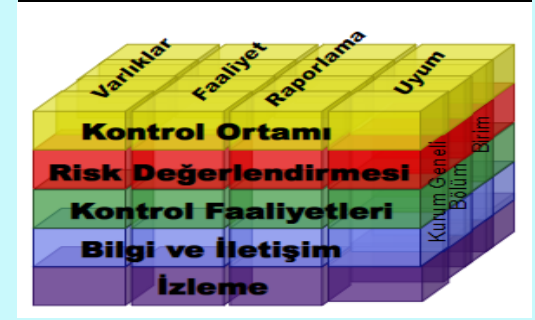 Varlıklar
Faaliyet
Raporlama
Uyum
Kontrol Ortamı
Risk Değerlendirmesi
Kontrol Faaliyetleri
Bilgi ve İletişim
İzleme
Kurum Geneli
Bölüm
Birim